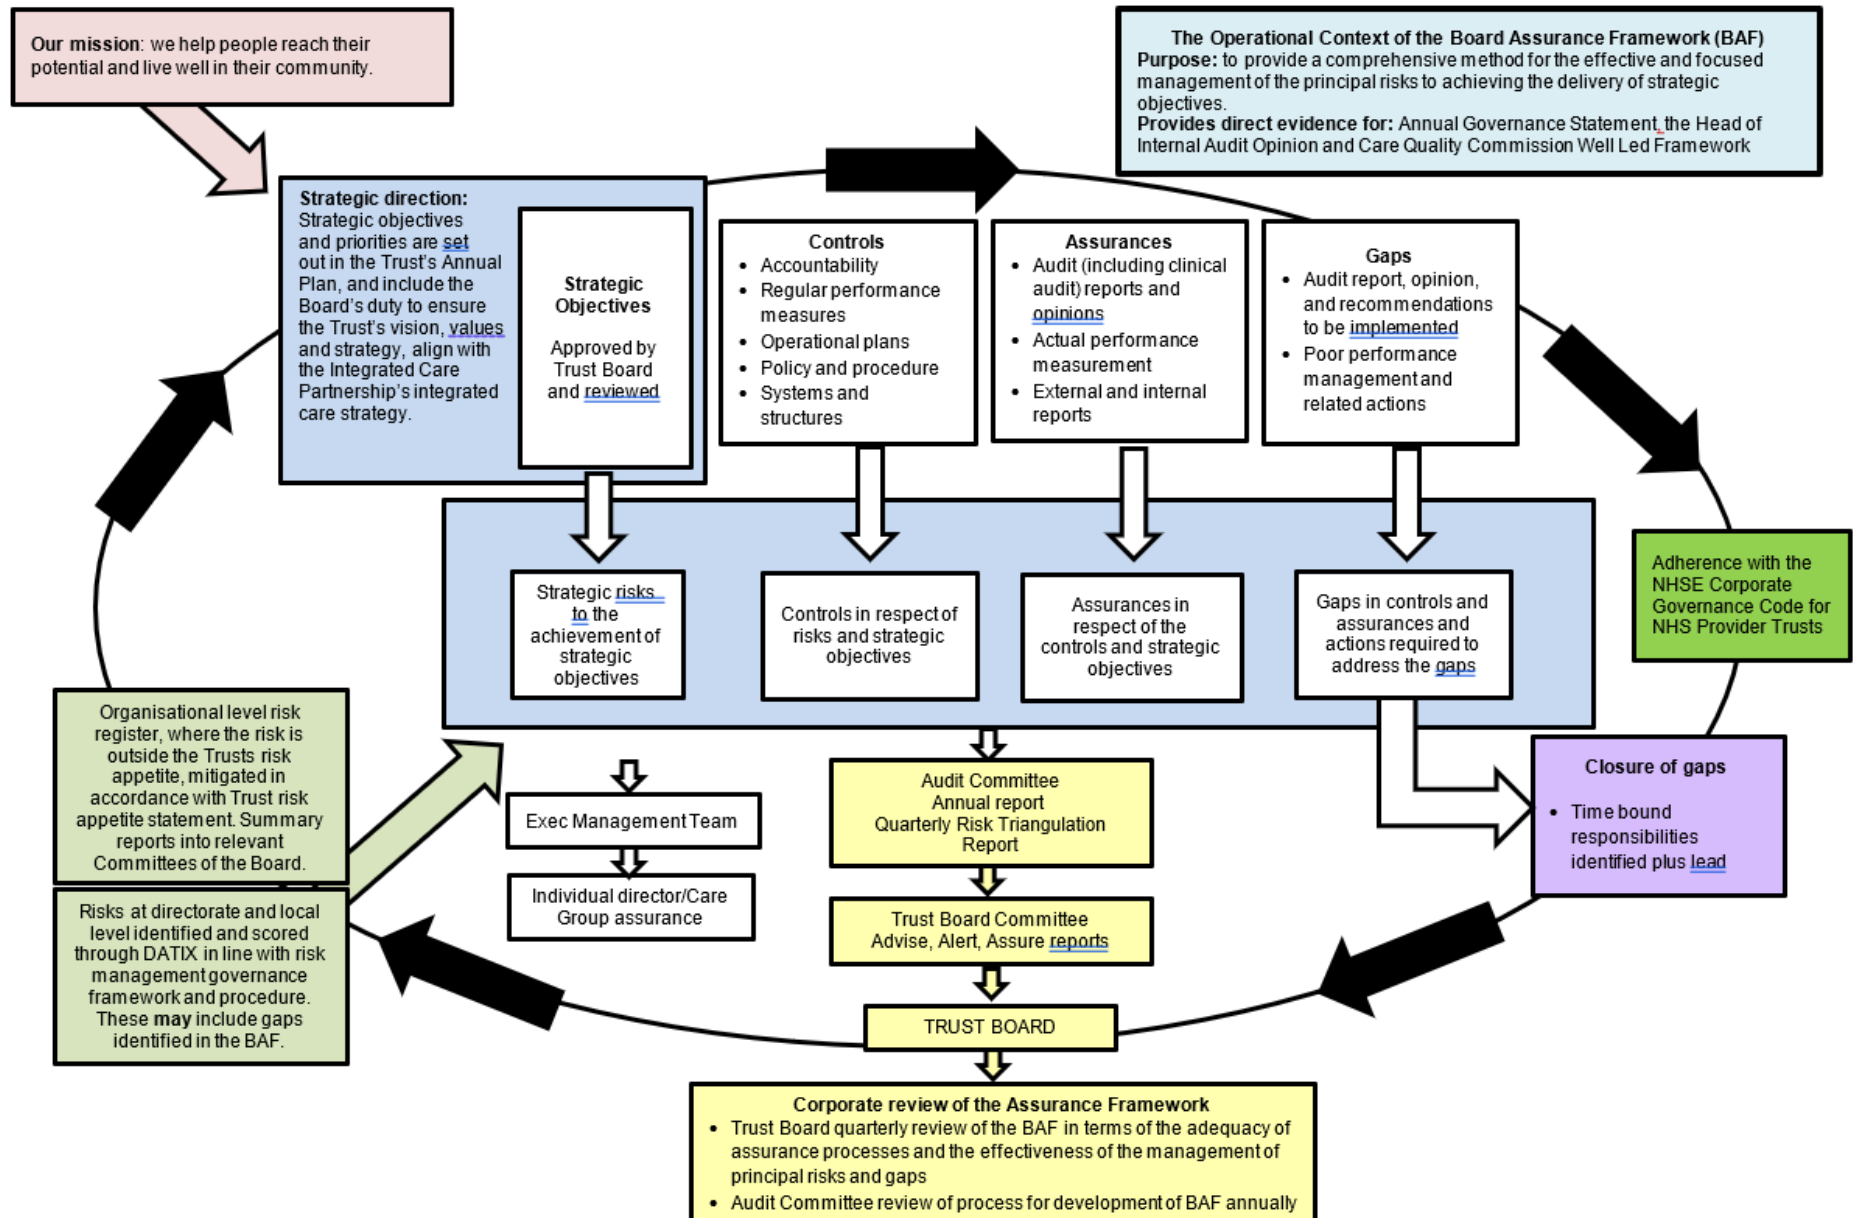 Our mission: we help people reach their
potential and live well in their community.
The Operational Context of the Board Assurance Framework (BAF)
Purpose: to provide a comprehensive method for the effective and focused
management of the principal risks to achieving the delivery of strategic
objectives.
Provides direct evidence for: Annual Governance Statement, the Head of
Internal Audit Opinion and Care Quality Commission Well Led Framework
Strategic direction:
Strategic objectives
and priorities are set
out in the Trust's Annual
Plan, and include the
Board's duty to ensure
the Trust's vision, values
and strategy, align with
the Integrated Care
Partnership's integrated
care strategy.
Strategic
Objectives
Approved by
Trust Board
and reviewed
Controls
• Accountability
• Regular performance
measures
• Operational plans
• Policy and procedure
• Systems and
structures
Assurances
• Audit (including clinical
audit) reports and
opinions
• Actual performance
measurement
• External and internal
reports
Gaps
• Audit report, opinion,
and recommendations
to be implemented
• Poor performance
management and
related actions
Strategic risks
to the
achievement of
strategic
objectives
Controls in respect of
risks and strategic
objectives
Assurances in
respect of the
controls and strategic
objectives
Gaps in controls and
assurances and
actions required to
address the gaps
Adherence with the
NHSE Corporate
Governance Code for
NHS Provider Trusts
Organisational level risk
register, where the risk is
outside the Trusts risk
appetite, mitigated in
accordance with Trust risk
appetite statement. Summary
reports into relevant
Committees of the Board.
Risks at directorate and local
level identified and scored
through DATIX in line with risk
management governance
framework and procedure.
These may include gaps
identified in the BAF.
Exec Management Team
Individual director/Care
Group assurance
Audit Committee
Annual report
Quarterly Risk Triangulation
Report
Trust Board Committee
Advise, Alert, Assure reports
TRUST BOARD
Closure of gaps
• Time bound
responsibilities
identified plus lead
Corporate review of the Assurance Framework
• Trust Board quarterly review of the BAF in terms of the adequacy of
assurance processes and the effectiveness of the management of
principal risks and gaps
• Audit Committee review of process for development of BAF annually